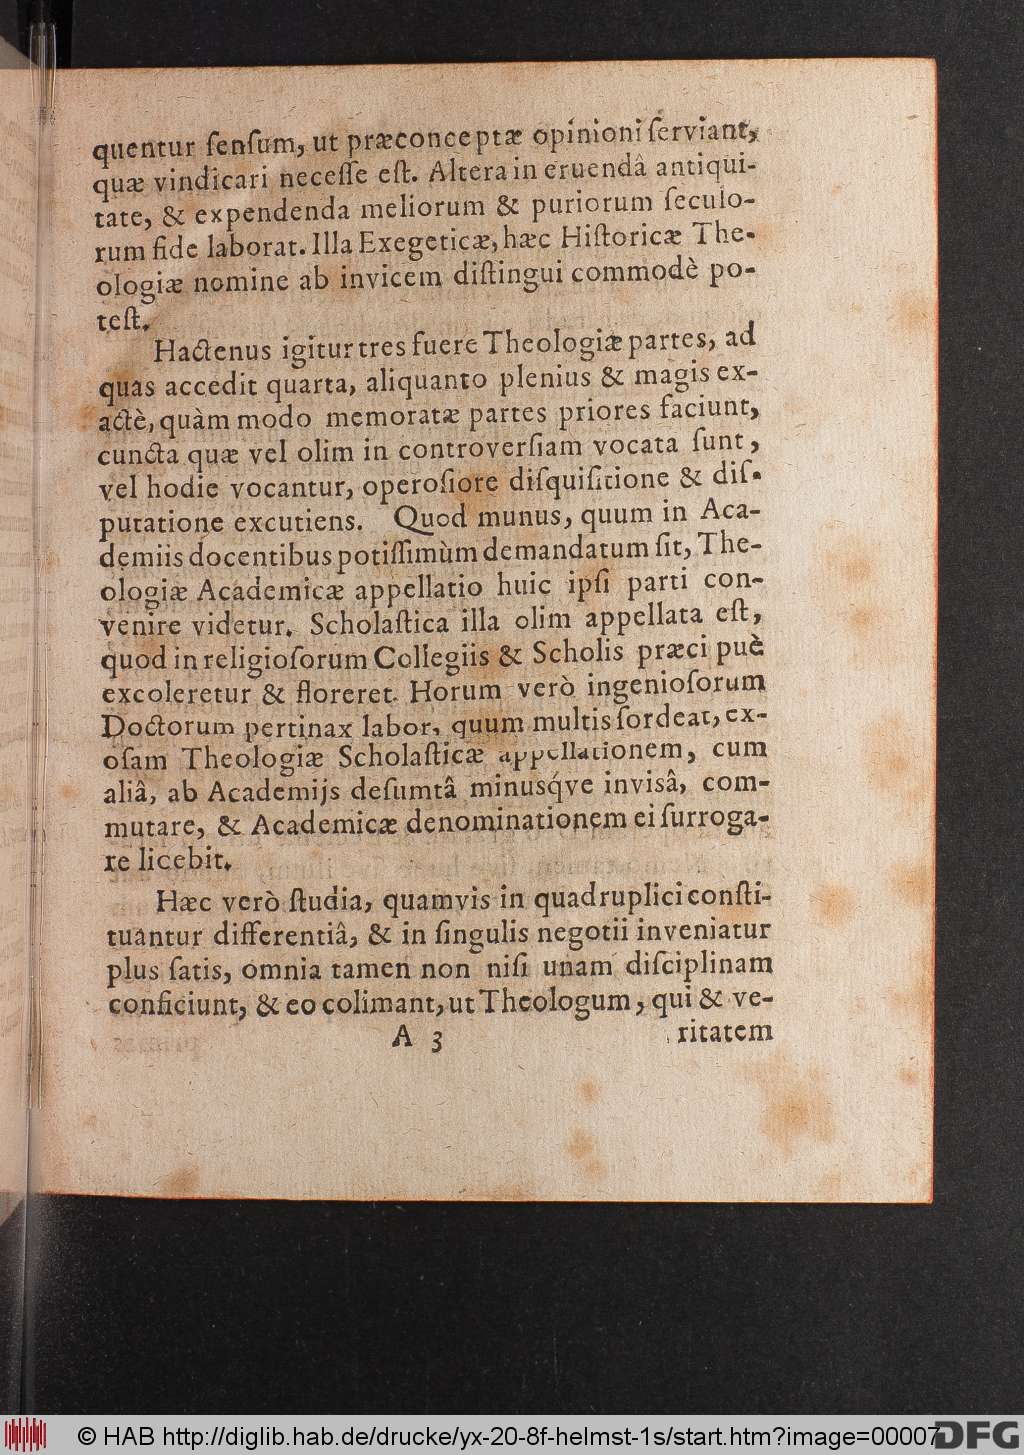 quentur ſenſum, ut præconceptæ opinioni ſerviant,
quæ vindicari neceſſe eſt. Altera in eruendâ antiqui-
tate, & expendenda meliorum & puriorum ſeculo-
rum fide laborat. Illa Exegeticæ, hæc Hiſtoricæ The-
ologiæ nomine ab invicem diſtingui commodè po-
teſt.
Hactenus igitur tres fuere Theologiæ partes, ad
quas accedit quarta, aliquanto plenius & magis ex-
actè, quàm modo memoratæ partes priores faciunt,
cuncta quæ vel olim in controverſiam vocata ſunt,
vel hodie vocantur, operoſiore diſquiſitione & diſ-
putatione excutiens. Quod munus, quum in Aca-
demiis docentibus potiſſimùm demandatum ſit, The-
ologiæ Academicæ appellatio huic ipſi parti con-
venire videtur. Scholaſtica illa olim appellata eſt,
quod in religioſorum Collegiis & Scholis præcipuè
excoleretur & floreret. Horum verò ingenioſorum
Doctorum pertinax labor, quum multis ſordeat, ex-
oſam Theologiæ Scholaſticæ appellationem, cum
aliâ, ab Academijs deſumtâ minusq́ve inviſâ, com-
mutare, & Academicæ denominationem ei ſurroga-
re licebit.
Hæc verò ſtudia, quamvis in quadruplici conſti-
tuantur differentiâ, & in ſingulis negotii inveniatur
plus ſatis, omnia tamen non niſi unam diſciplinam
conficiunt, & eo colimant, ut Theologum, qui & ve-
A 3 ritatem
© HAB http://diglib.hab.de/drucke/yx-20-8f-helmst-1s/start.htm?image=00007
DFG